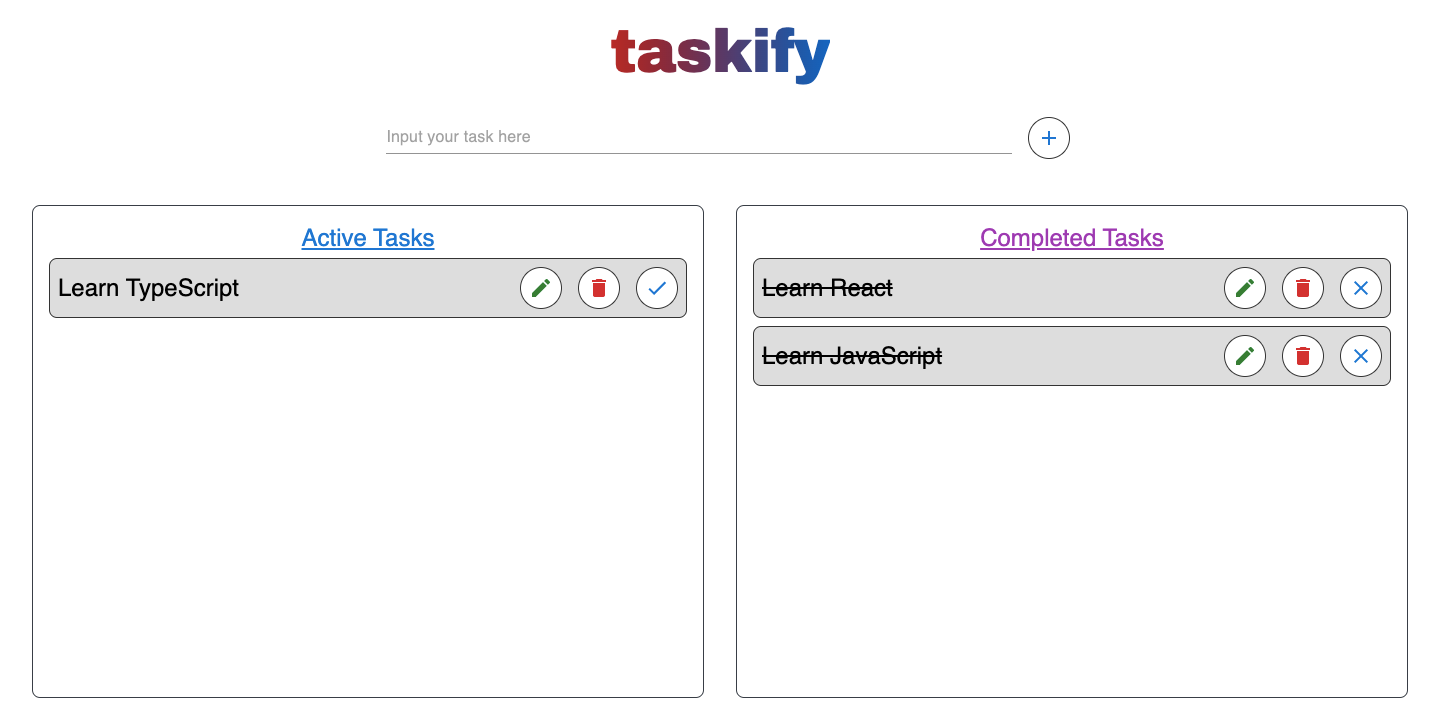 taskify
Input your task here
Active Tasks
Learn TypeScript
Completed Tasks
Learn React
Learn JavaScript